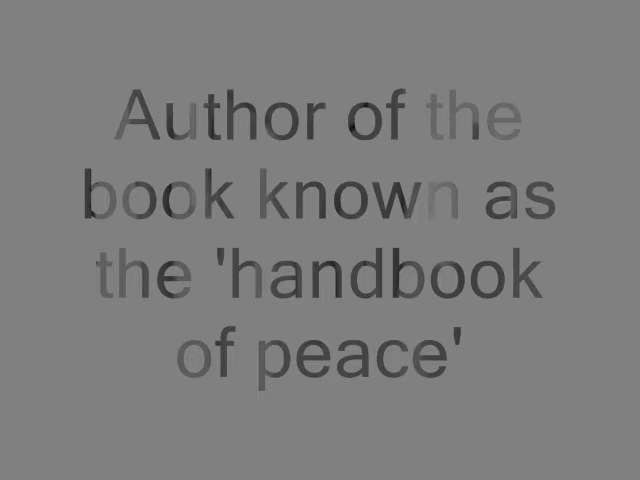 Author of the
book known as
the 'handbook
of peace'